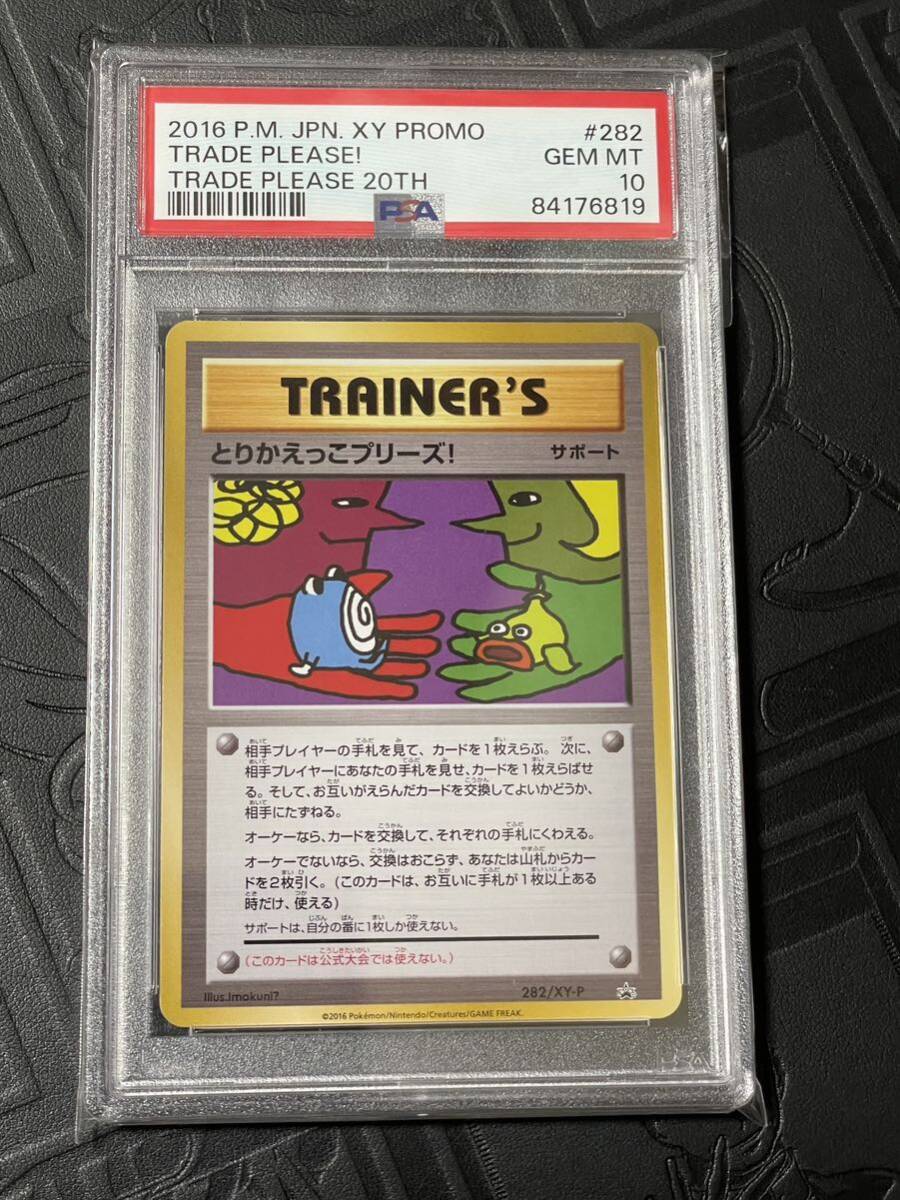 2016 P.M. JPN. XY PROMO #282
TRADE PLEASE! GEM MT
TRADE PLEASE 20TH 10
PSA 84176819
TRAINER'S
とりかえっこプリーズ! サポート
相手プレイヤーの手札を見て、カードを1枚えらぶ。次に、
相手プレイヤーにあなたの手札を見せ、カードを1枚えらばせ
る。そして、お互いがえらんだカードを交換してよいかどうか、
相手にたずねる。
オーケーなら、カードを交換して、それぞれの手札にくわえる。
オーケーでないなら、交換はおこらず、あなたは山札からカー
ドを2枚引く。(このカードは、お互いに手札が1枚以上ある
時だけ、使える)
サポートは、自分の番に1枚しか使えない。
(このカードは公式大会では使えない。)
Illus.Imakuni? 282/XY-P
©2016 Pokémon/Nintendo/Creatures/GAME FREAK.